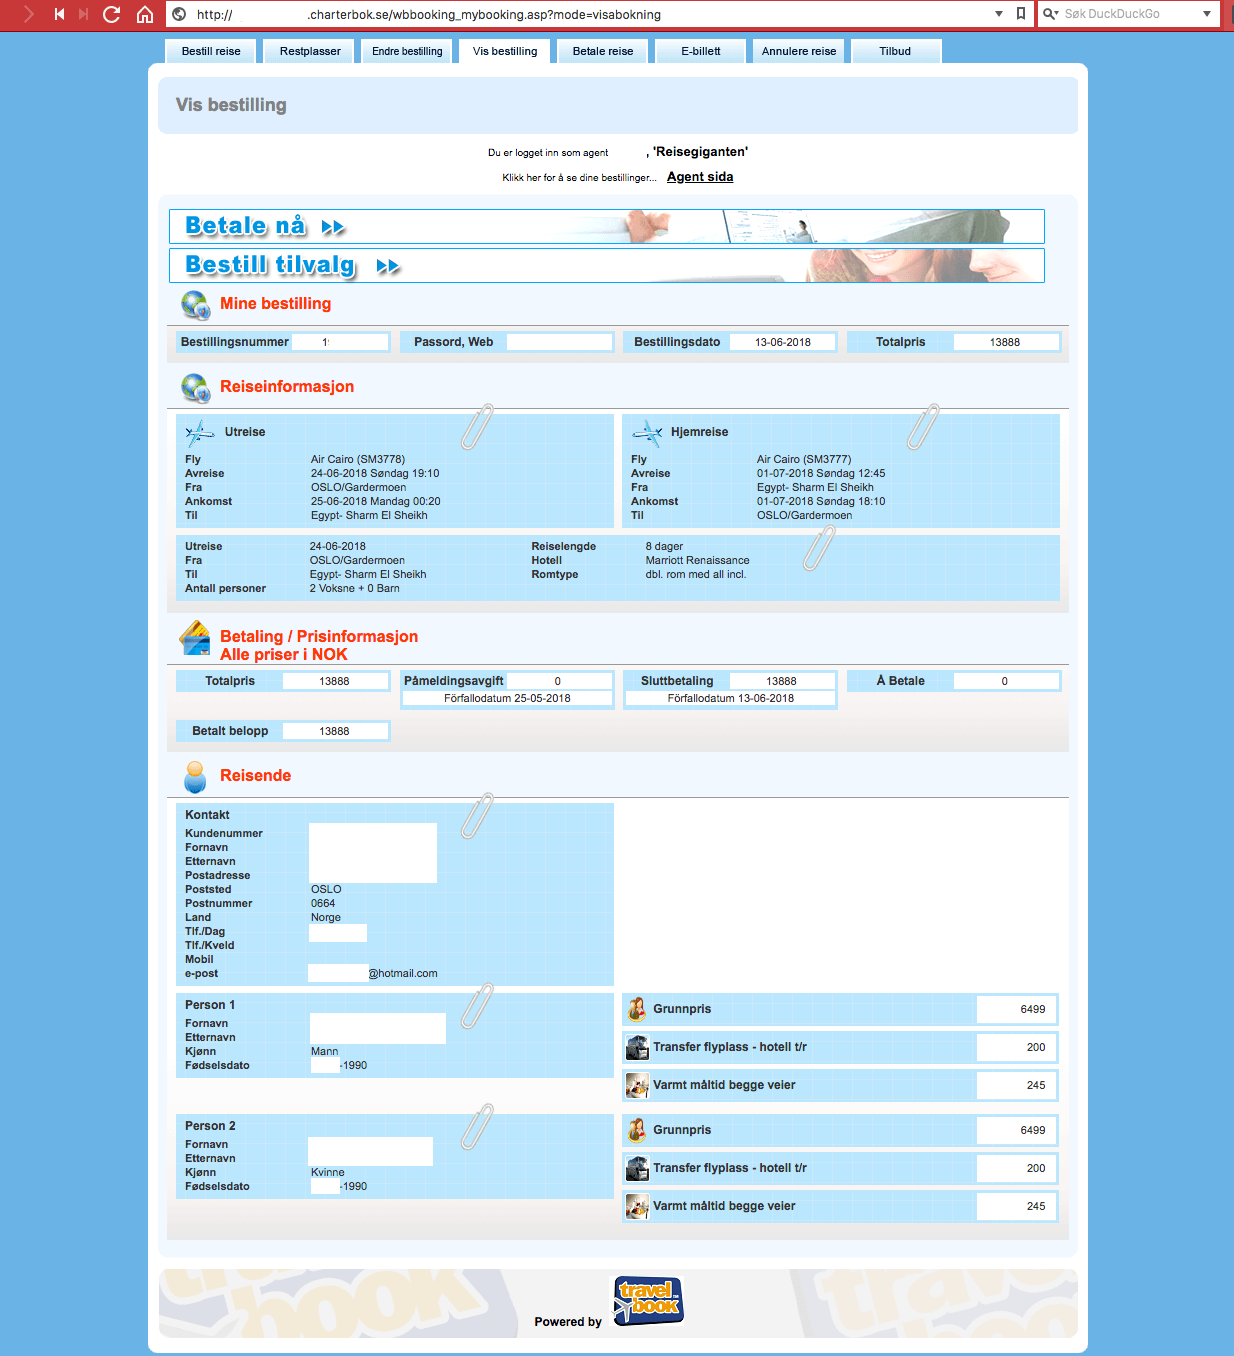 http://
.charterbok.se/wbbooking_mybooking.asp?mode=visabokning
Søk DuckDuckGo
Bestill reise
Restplasser
Endre bestilling
Vis bestilling
Betale reise
E-billett
Annulere reise
Tilbud
Vis bestilling
Du er logget inn som agent , 'Reisegiganten'
Klikk her for å se dine bestillinger... Agent sida
Betale nå
Bestill tilvalg
Mine bestilling
Bestillingsnummer
Passord, Web
Bestillingsdato 13-06-2018
Totalpris 13888
Reiseinformasjon
Utreise
Fly Air Cairo (SM3778)
Avreise 24-06-2018 Søndag 19:10
Fra OSLO/Gardermoen
Ankomst 25-06-2018 Mandag 00:20
Til Egypt- Sharm El Sheikh
Hjemreise
Fly Air Cairo (SM3777)
Avreise 01-07-2018 Søndag 12:45
Fra Egypt- Sharm El Sheikh
Ankomst 01-07-2018 Søndag 18:10
Til OSLO/Gardermoen
Utreise 24-06-2018
Fra OSLO/Gardermoen
Til Egypt- Sharm El Sheikh
Antall personer 2 Voksne + 0 Barn
Reiselengde 8 dager
Hotell Marriott Renaissance
Romtype dbl. rom med all incl.
Betaling / Prisinformasjon
Alle priser i NOK
Totalpris 13888
Påmeldingsavgift 0
Förfallodatum 25-05-2018
Sluttbetaling 13888
Förfallodatum 13-06-2018
Å Betale 0
Betalt belopp 13888
Reisende
Kontakt
Kundenummer
Fornavn
Etternavn
Postadresse
Poststed OSLO
Postnummer 0664
Land Norge
Tlf./Dag
Tlf./Kveld
Mobil
e-post @hotmail.com
Person 1
Fornavn
Etternavn
Kjønn Mann
Fødselsdato -1990
Grunnpris 6499
Transfer flyplass - hotell t/r 200
Varmt måltid begge veier 245
Person 2
Fornavn
Etternavn
Kjønn Kvinne
Fødselsdato -1990
Grunnpris 6499
Transfer flyplass - hotell t/r 200
Varmt måltid begge veier 245
Powered by
travel
book